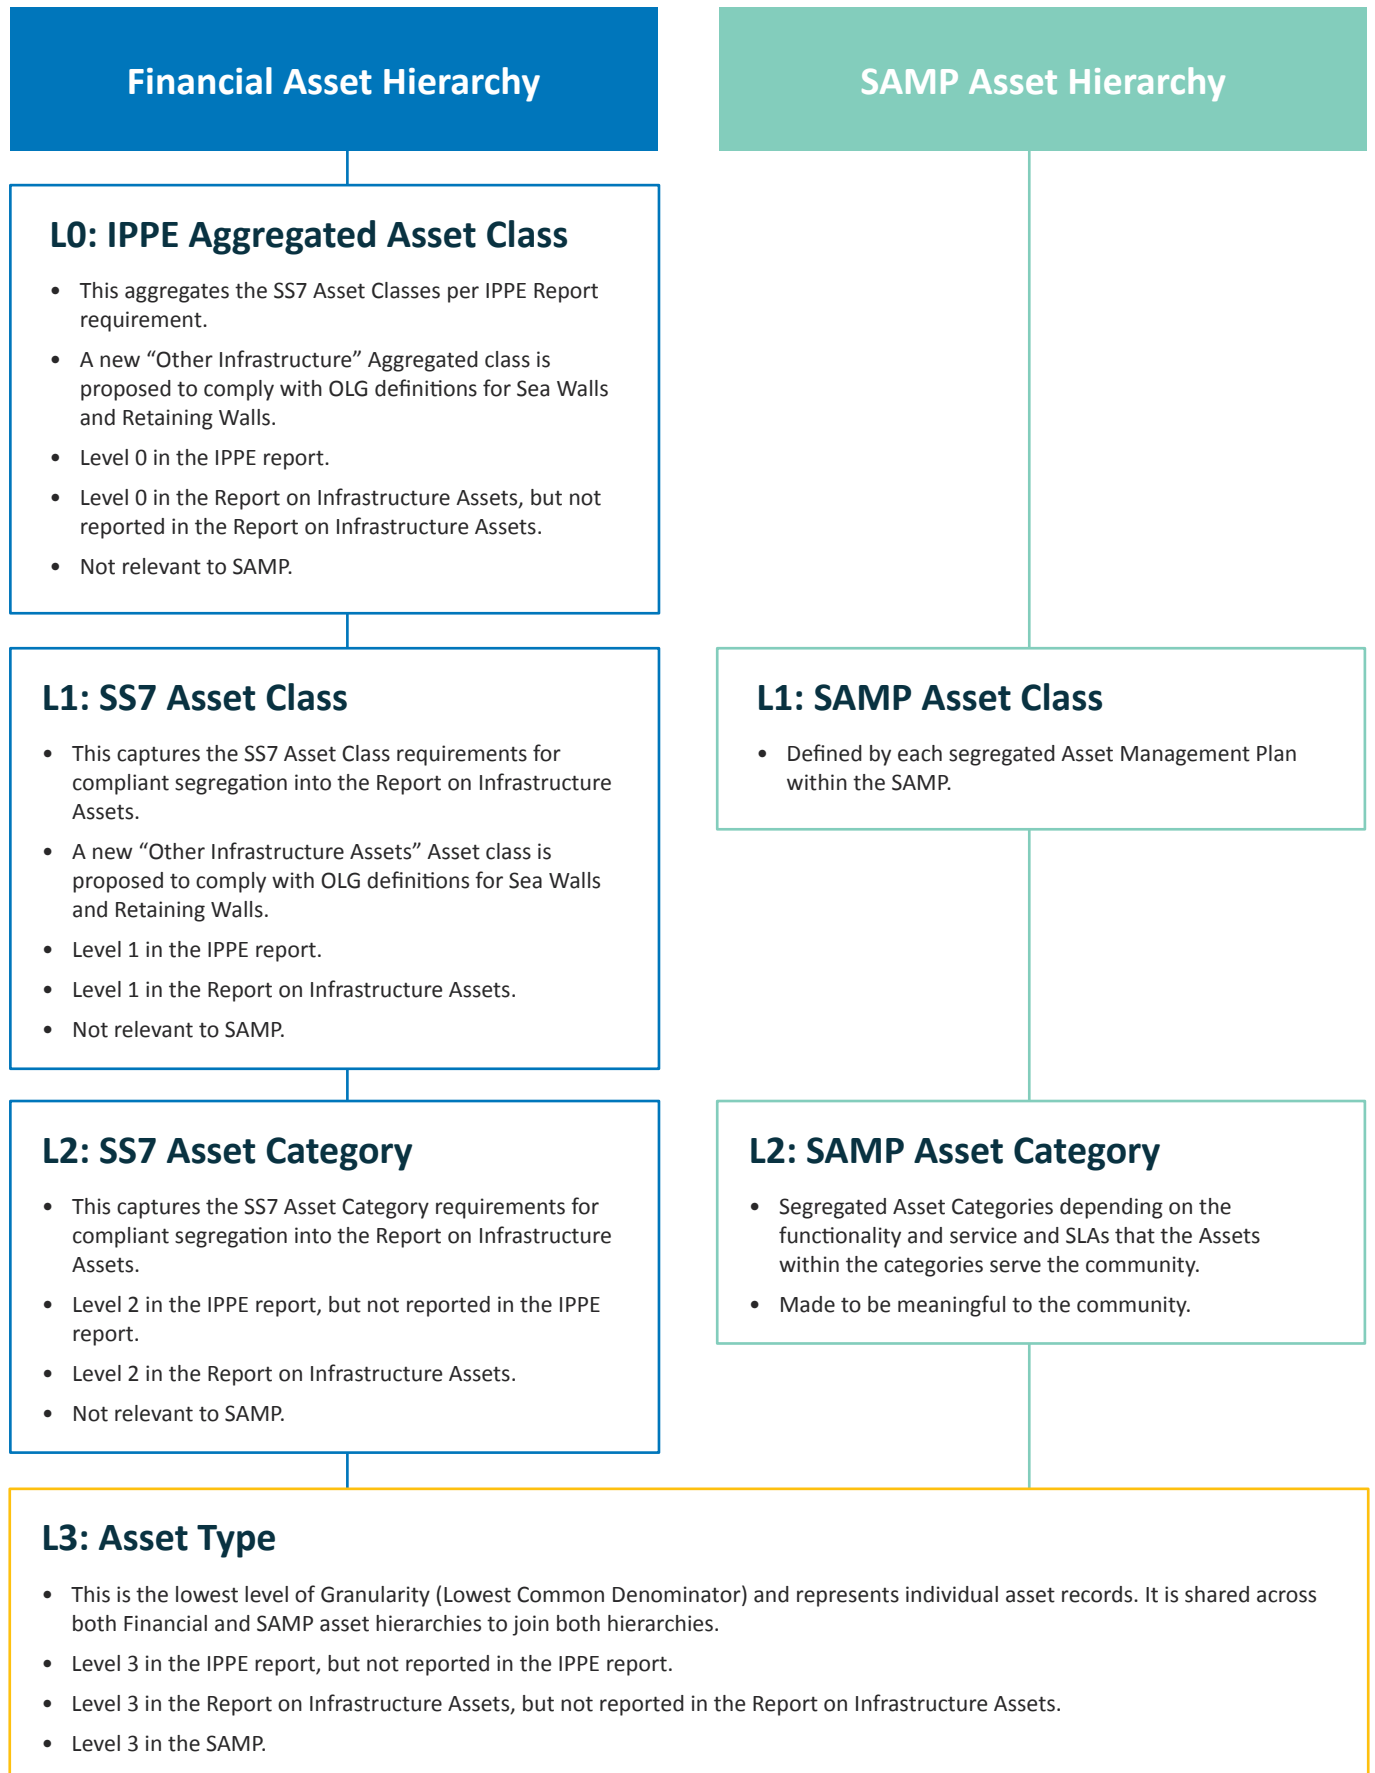 Financial Asset Hierarchy
SAMP Asset Hierarchy
L0: IPPE Aggregated Asset Class
• This aggregates the SS7 Asset Classes per IPPE Report
requirement.
• A new “Other Infrastructure” Aggregated class is
proposed to comply with OLG definitions for Sea Walls
and Retaining Walls.
• Level 0 in the IPPE report.
• Level 0 in the Report on Infrastructure Assets, but not
reported in the Report on Infrastructure Assets.
• Not relevant to SAMP.
L1: SS7 Asset Class
• This captures the SS7 Asset Class requirements for
compliant segregation into the Report on Infrastructure
Assets.
• A new “Other Infrastructure Assets” Asset class is
proposed to comply with OLG definitions for Sea Walls
and Retaining Walls.
• Level 1 in the IPPE report.
• Level 1 in the Report on Infrastructure Assets.
• Not relevant to SAMP.
L1: SAMP Asset Class
• Defined by each segregated Asset Management Plan
within the SAMP.
L2: SS7 Asset Category
• This captures the SS7 Asset Category requirements for
compliant segregation into the Report on Infrastructure
Assets.
• Level 2 in the IPPE report, but not reported in the IPPE
report.
• Level 2 in the Report on Infrastructure Assets.
• Not relevant to SAMP.
L2: SAMP Asset Category
• Segregated Asset Categories depending on the
functionality and service and SLAs that the Assets
within the categories serve the community.
• Made to be meaningful to the community.
L3: Asset Type
• This is the lowest level of Granularity (Lowest Common Denominator) and represents individual asset records. It is shared across
both Financial and SAMP asset hierarchies to join both hierarchies.
• Level 3 in the IPPE report, but not reported in the IPPE report.
• Level 3 in the Report on Infrastructure Assets, but not reported in the Report on Infrastructure Assets.
• Level 3 in the SAMP.